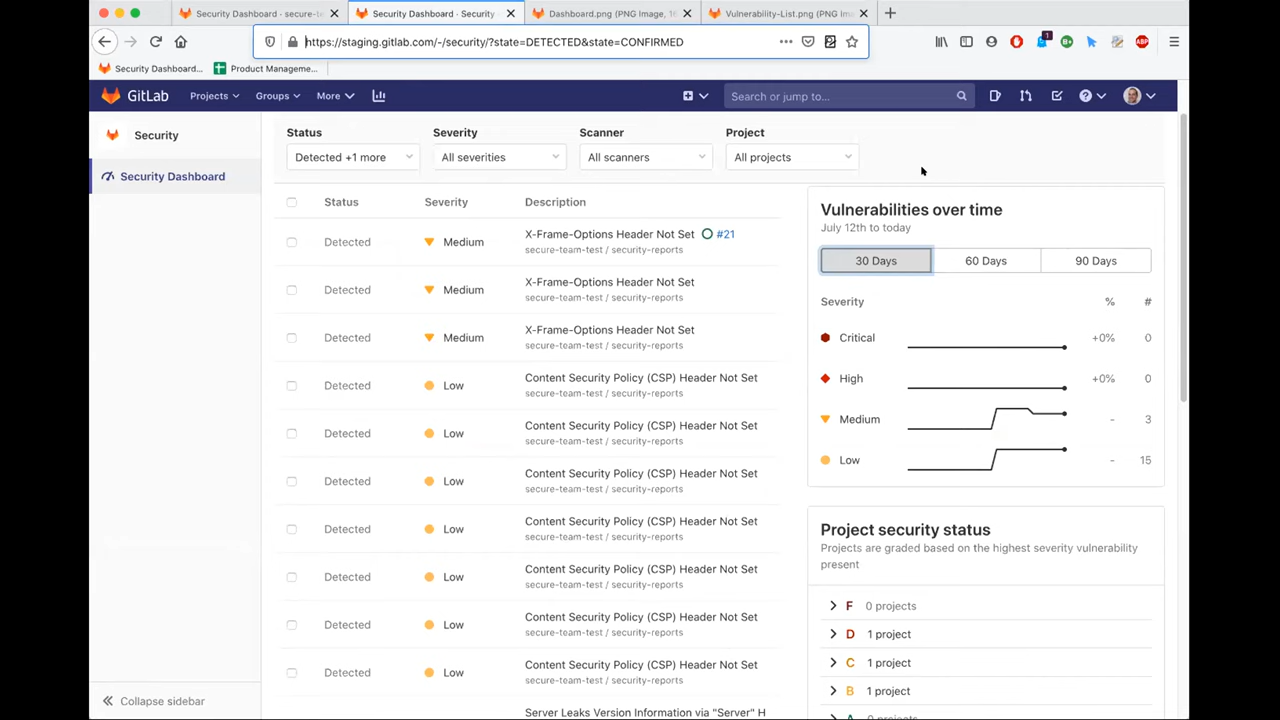 Security Dashboard · secure-te
Security Dashboard · Security
Dashboard.png (PNG Image, 16
Vulnerability-List.png (PNG Im
https://staging.gitlab.com/-/security/?state=DETECTED&state=CONFIRMED
1
ABP
Security Dashboard...
Product Manageme...
GitLab
Projects
Groups
More
Search or jump to...
Security
Security Dashboard
Status
Severity
Scanner
Project
Detected +1 more
All severities
All scanners
All projects
Status
Severity
Description
Detected
Medium
X-Frame-Options Header Not Set
#21
secure-team-test / security-reports
Detected
Medium
X-Frame-Options Header Not Set
secure-team-test / security-reports
Detected
Medium
X-Frame-Options Header Not Set
secure-team-test / security-reports
Detected
Low
Content Security Policy (CSP) Header Not Set
secure-team-test / security-reports
Detected
Low
Content Security Policy (CSP) Header Not Set
secure-team-test / security-reports
Detected
Low
Content Security Policy (CSP) Header Not Set
secure-team-test / security-reports
Detected
Low
Content Security Policy (CSP) Header Not Set
secure-team-test / security-reports
Detected
Low
Content Security Policy (CSP) Header Not Set
secure-team-test / security-reports
Detected
Low
Content Security Policy (CSP) Header Not Set
secure-team-test / security-reports
Detected
Low
Content Security Policy (CSP) Header Not Set
secure-team-test / security-reports
Server Leaks Version Information via "Server" H
Vulnerabilities over time
July 12th to today
30 Days
60 Days
90 Days
Severity
%
#
Critical
+0%
0
High
+0%
0
Medium
-
3
Low
-
15
Project security status
Projects are graded based on the highest severity vulnerability
present
F
0 projects
D
1 project
C
1 project
B
1 project
A
0 projects
Collapse sidebar